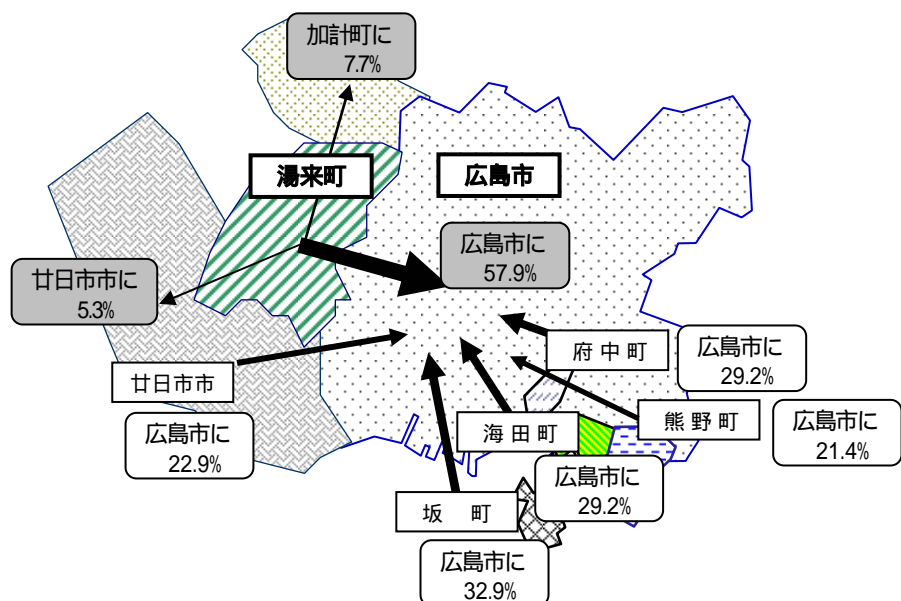 加計町に
7.7%
湯来町
広島市
広島市に
57.9%
廿日市市に
5.3%
府中町
広島市に
29.2%
廿日市市
広島市に
22.9%
海田町
熊野町
広島市に
21.4%
広島市に
29.2%
坂 町
広島市に
32.9%